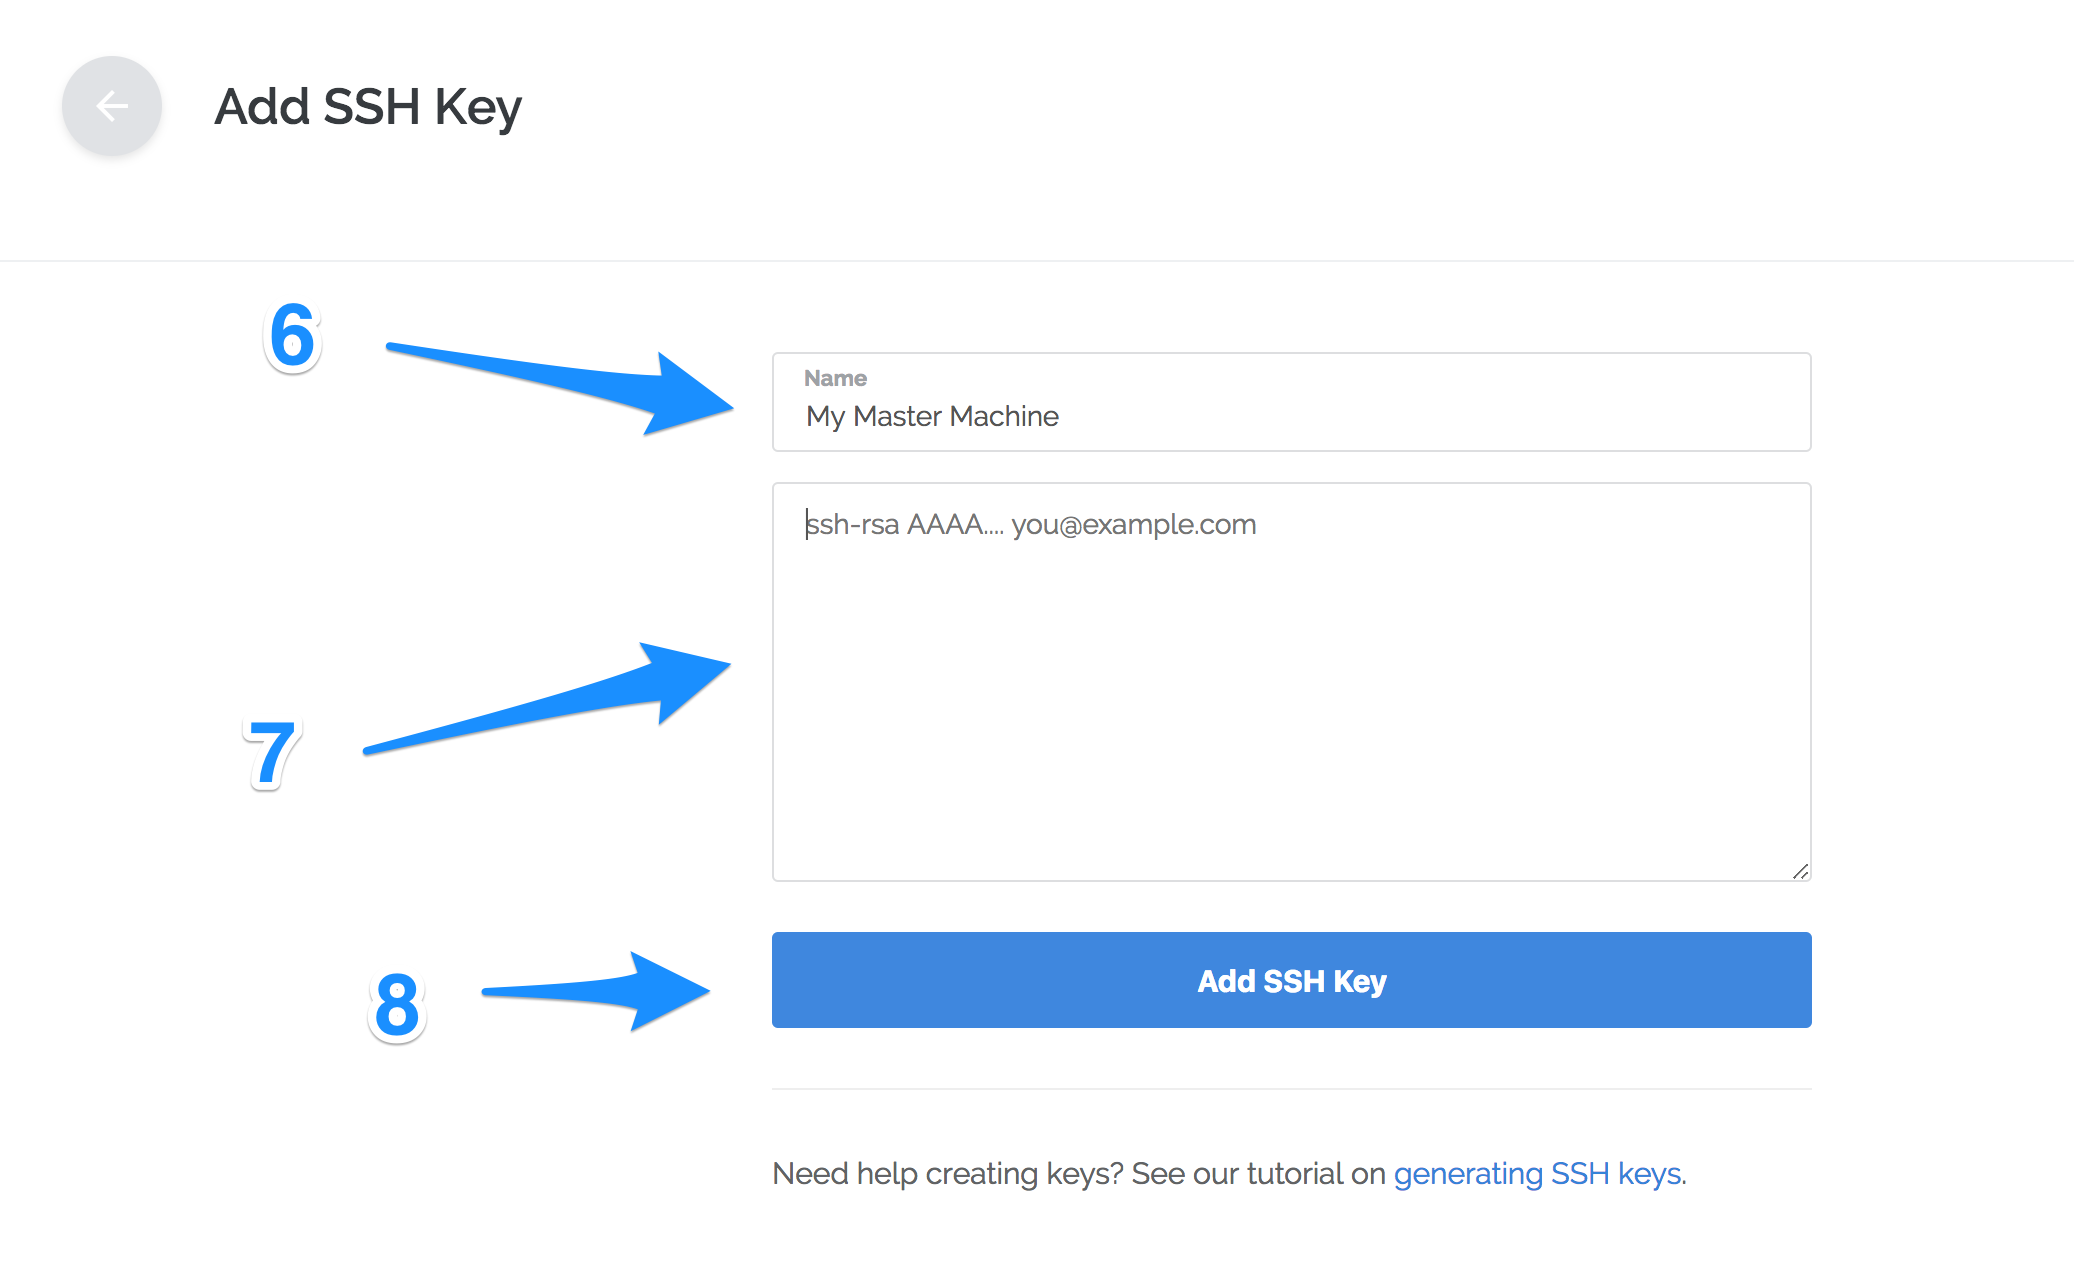 Add SSH Key
6
Name
My Master Machine
ssh-rsa AAAA.... you@example.com
7
8
Add SSH Key
Need help creating keys? See our tutorial on generating SSH keys.